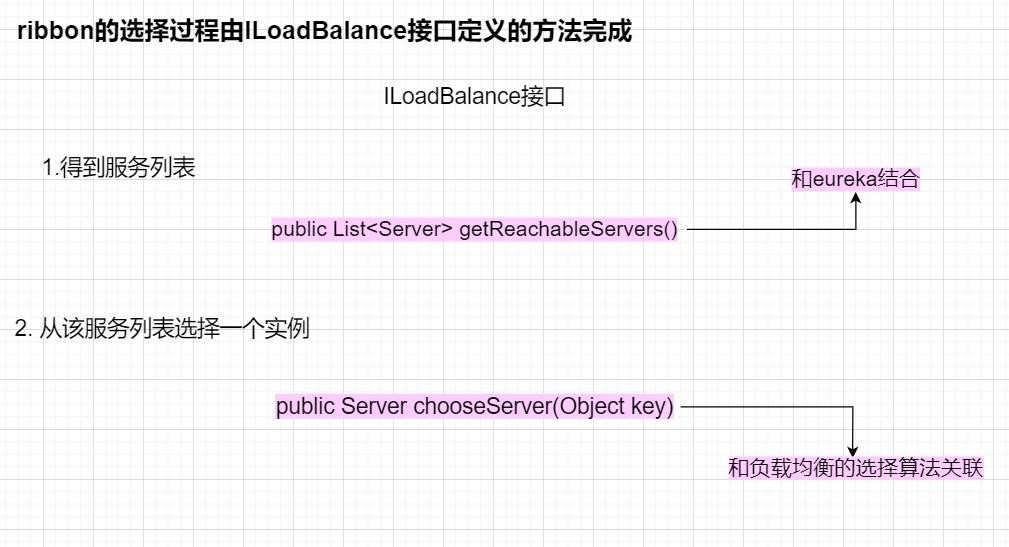 ribbon的选择过程由ILoadBalance接口定义的方法完成
ILoadBalance接口
1.得到服务列表
和eureka结合
public List<Server> getReachableServers()
2. 从该服务列表选择一个实例
public Server chooseServer(Object key)
和负载均衡的选择算法关联